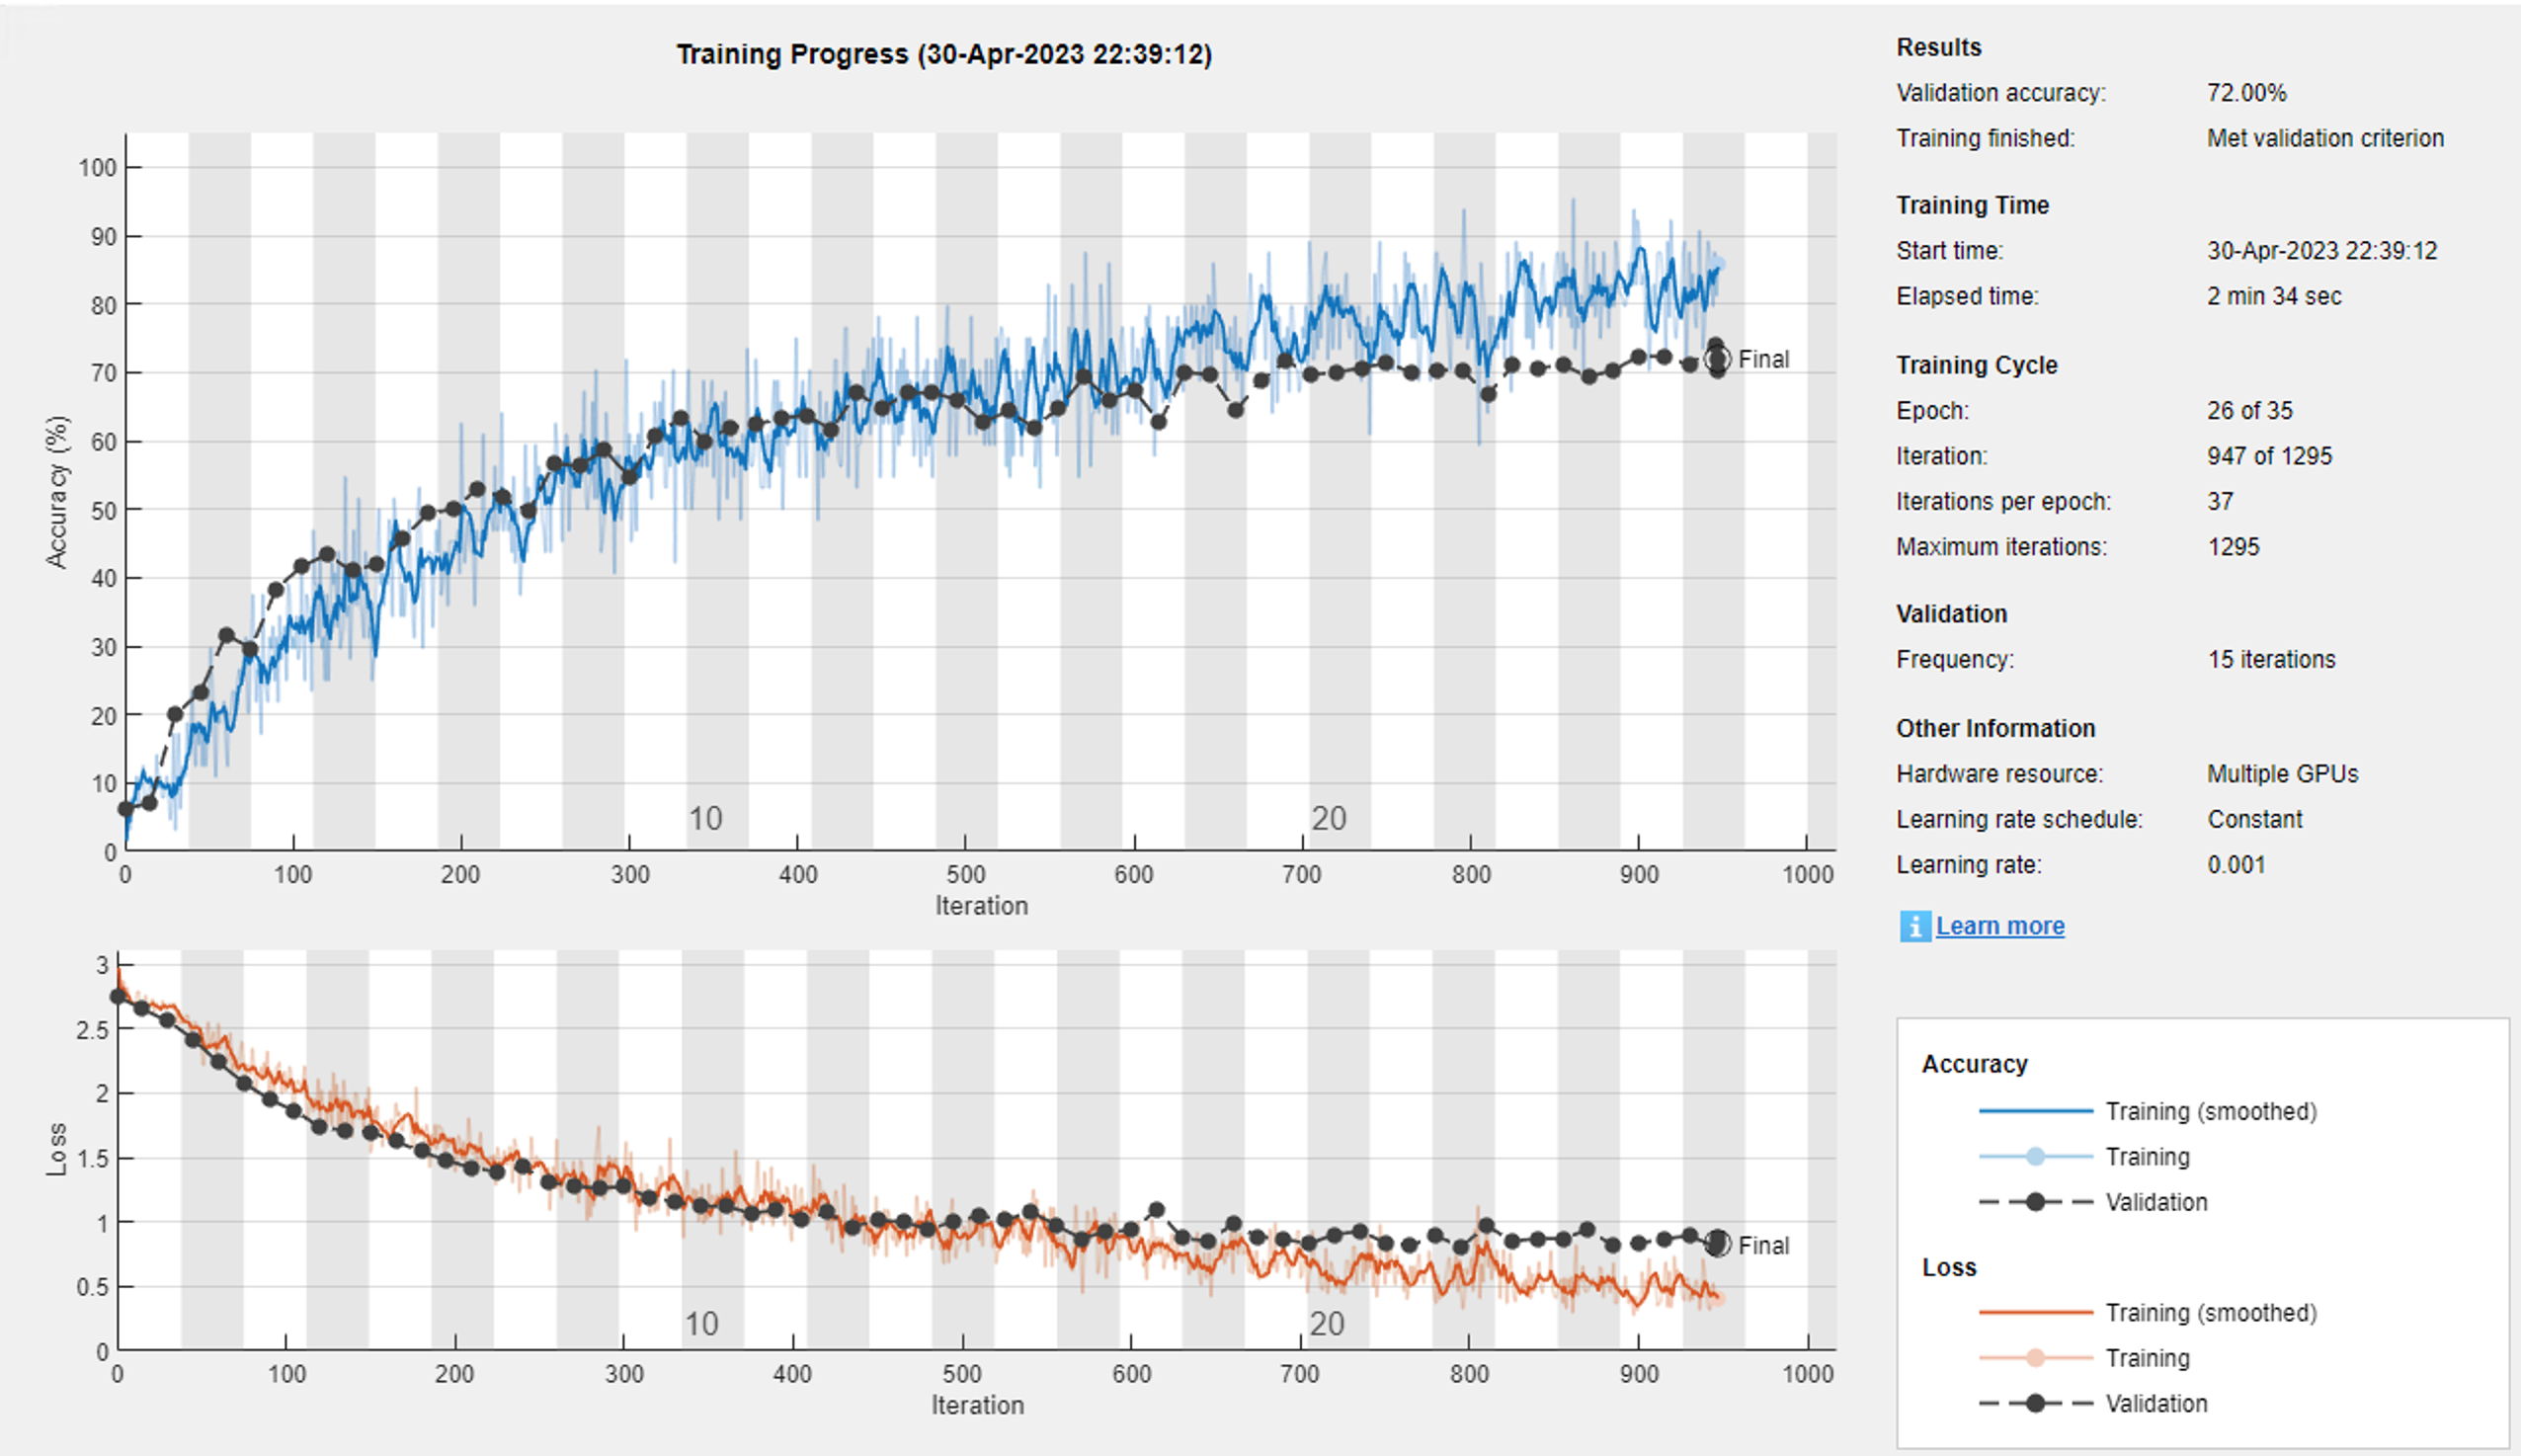 Training Progress (30-Apr-2023 22:39:12)
100
90
80
70
60
50
40
30
20
10
0
Accuracy (%)
Final
10
20
0 100 200 300 400 500 600 700 800 900 1000
Iteration
3
2.5
2
1.5
1
0.5
0
Loss
Final
10
20
0 100 200 300 400 500 600 700 800 900 1000
Iteration
Results
Validation accuracy: 72.00%
Training finished: Met validation criterion
Training Time
Start time: 30-Apr-2023 22:39:12
Elapsed time: 2 min 34 sec
Training Cycle
Epoch: 26 of 35
Iteration: 947 of 1295
Iterations per epoch: 37
Maximum iterations: 1295
Validation
Frequency: 15 iterations
Other Information
Hardware resource: Multiple GPUs
Learning rate schedule: Constant
Learning rate: 0.001
i Learn more
Accuracy
Training (smoothed)
Training
Validation
Loss
Training (smoothed)
Training
Validation